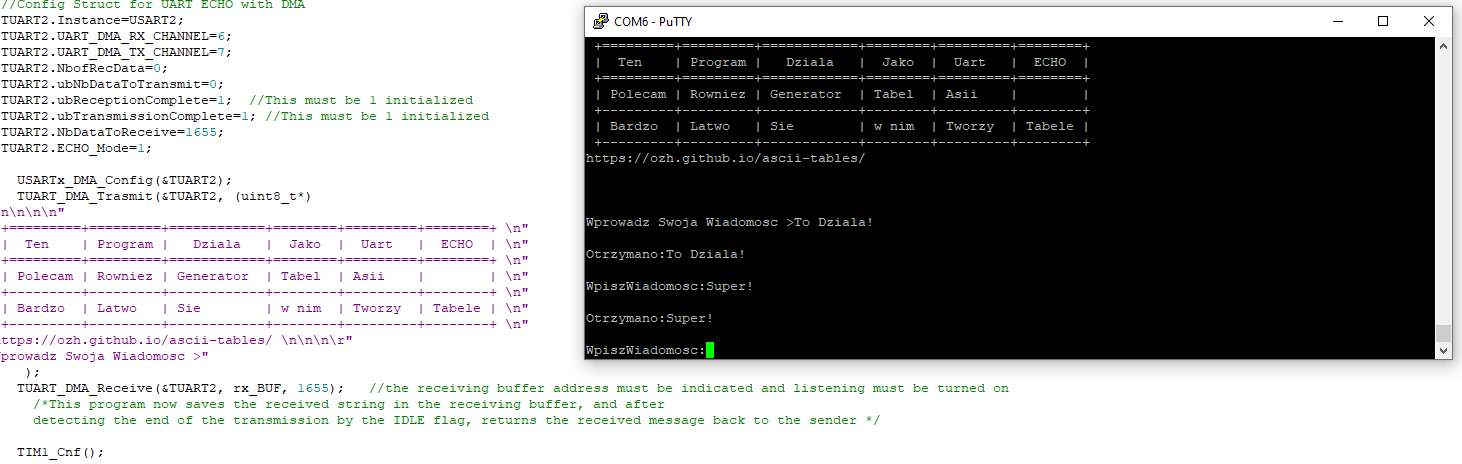 //Config Struct for UART ECHO with DMA
TUART2.Instance=USART2;
TUART2.UART_DMA_RX_CHANNEL=6;
TUART2.UART_DMA_TX_CHANNEL=7;
TUART2.NbofRecData=0;
TUART2.ubNbDataToTransmit=0;
TUART2.ubReceptionComplete=1;  //This must be 1 initialized
TUART2.ubTransmissionComplete=1; //This must be 1 initialized
TUART2.NbDataToReceive=1655;
TUART2.ECHO_Mode=1;
  USARTx_DMA_Config(&TUART2);
  TUART_DMA_Trasmit(&TUART2, (uint8_t*)
n\n\n\n"
+=========+=========+============+========+=========+========+ \n"
|  Ten    | Program |   Dziala   |  Jako  |  Uart   |  ECHO  | \n"
+=========+=========+============+========+=========+========+ \n"
| Polecam | Rowniez | Generator  | Tabel  | Asii    |        | \n"
+---------+---------+------------+--------+---------+--------+ \n"
| Bardzo  | Latwo   | Sie        | w nim  | Tworzy  | Tabele | \n"
+---------+---------+------------+--------+---------+--------+ \n"
ttps://ozh.github.io/ascii-tables/ \n\n\n\r"
prowadz Swoja Wiadomosc >"
   );
  TUART_DMA_Receive(&TUART2, rx_BUF, 1655);   //the receiving buffer address must be indicated and listening must be turned on
    /*This program now saves the received string in the receiving buffer, and after
    detecting the end of the transmission by the IDLE flag, returns the received message back to the sender */
  TIM1_Cnf();
COM6 - PuTTY
+=========+=========+============+========+=========+========+
|  Ten    | Program |   Dziala   |  Jako  |  Uart   |  ECHO  |
+=========+=========+============+========+=========+========+
| Polecam | Rowniez | Generator  | Tabel  | Asii    |        |
+---------+---------+------------+--------+---------+--------+
| Bardzo  | Latwo   | Sie        | w nim  | Tworzy  | Tabele |
+---------+---------+------------+--------+---------+--------+
https://ozh.github.io/ascii-tables/
Wprowadz Swoja Wiadomosc >To Dziala!
Otrzymano:To Dziala!
WpiszWiadomosc:Super!
Otrzymano:Super!
WpiszWiadomosc: